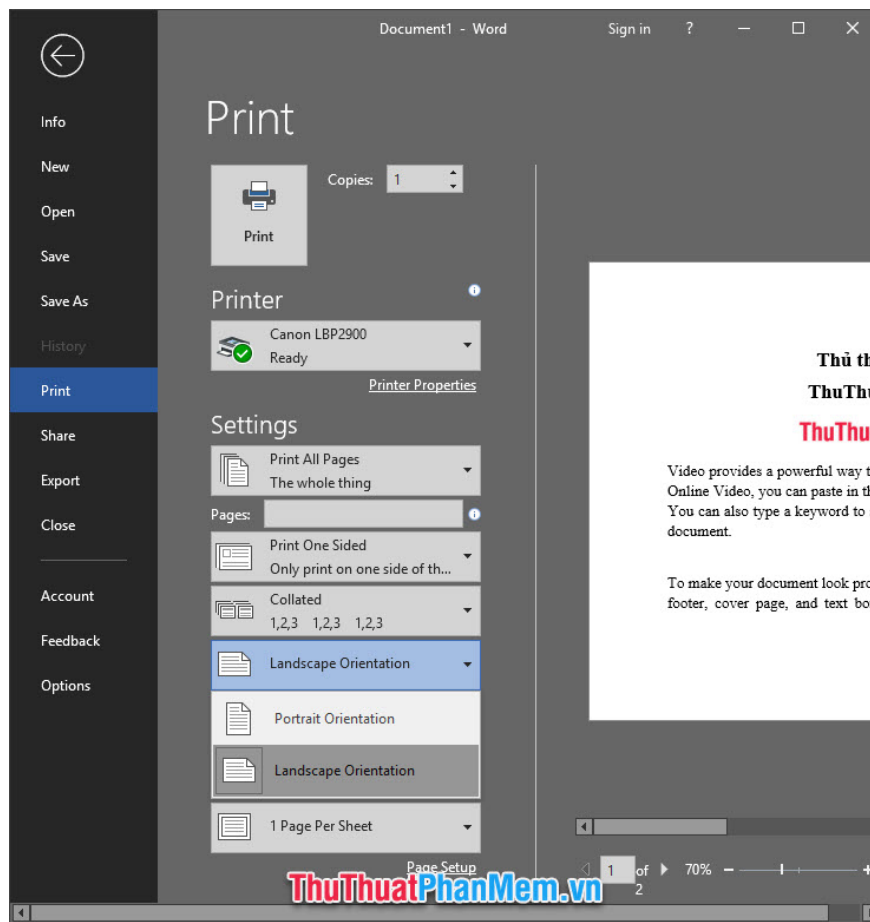 Document1 - Word
Sign in
?
Info
New
Open
Save
Save As
History
Print
Share
Export
Close
Account
Feedback
Options
Print
Print
Copies:
1
Printer
Canon LBP2900
Ready
Printer Properties
Settings
Print All Pages
The whole thing
Pages:
Print One Sided
Only print on one side of th...
Collated
1,2,3 1,2,3 1,2,3
Landscape Orientation
Portrait Orientation
Landscape Orientation
1 Page Per Sheet
Page Setup
Thủ th
ThuThu
ThuThu
Video provides a powerful way t
Online Video, you can paste in th
You can also type a keyword to
document.
To make your document look pro
footer, cover page, and text bo
1 of
2
70%
ThuThuatPhanMem.vn